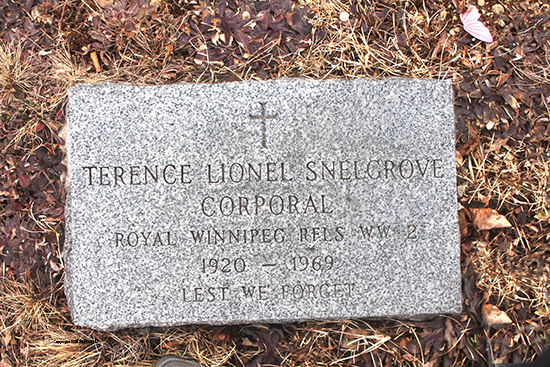 TERENCE LIONEL SNELGROVE
CORPORAL
ROYAL WINNIPEG RFLS WW 2
1920 — 1969
LEST WE FORGET